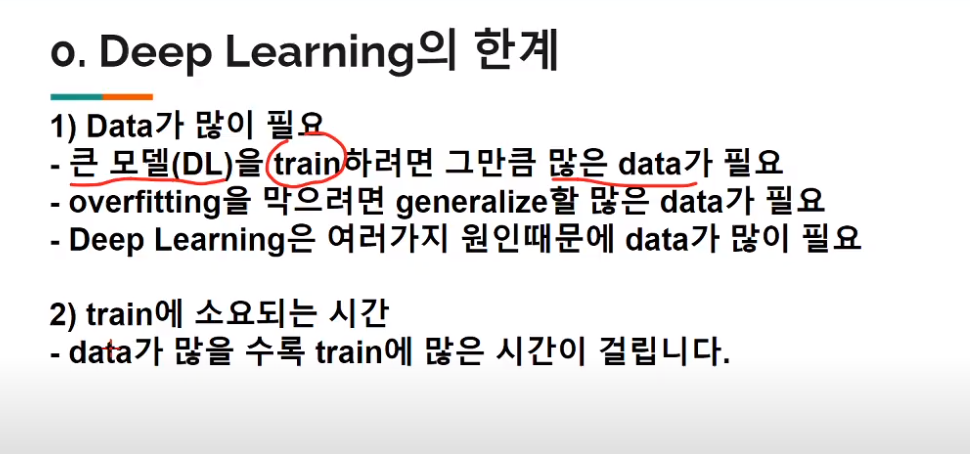 0. Deep Learning의 한계
1) Data가 많이 필요
- 큰 모델(DL)을 train하려면 그만큼 많은 data가 필요
- overfitting을 막으려면 generalize할 많은 data가 필요
- Deep Learning은 여러가지 원인때문에 data가 많이 필요
2) train에 소요되는 시간
- data가 많을 수록 train에 많은 시간이 걸립니다.